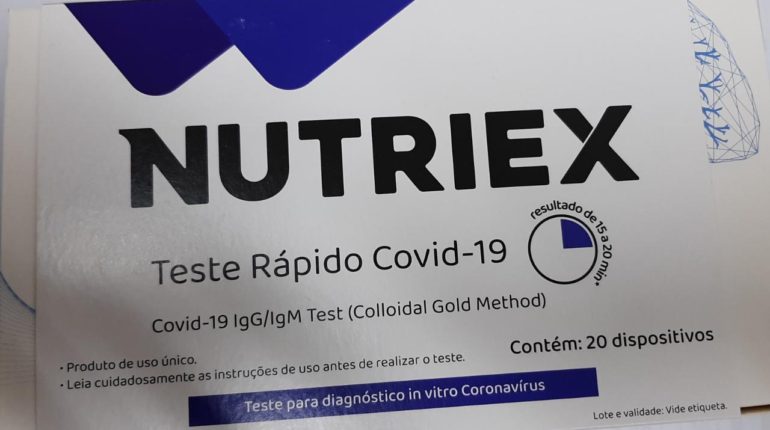 NUTRIEX
resultado de 15 a 20 min*
Teste Rápido Covid-19
Covid-19 IgG/IgM Test (Colloidal Gold Method)
• Produto de uso único.
• Leia cuidadosamente as instruções de uso antes de realizar o teste.
Contém: 20 dispositivos
Teste para diagnóstico in vitro Coronavírus
Lote e validade: Vide etiqueta.